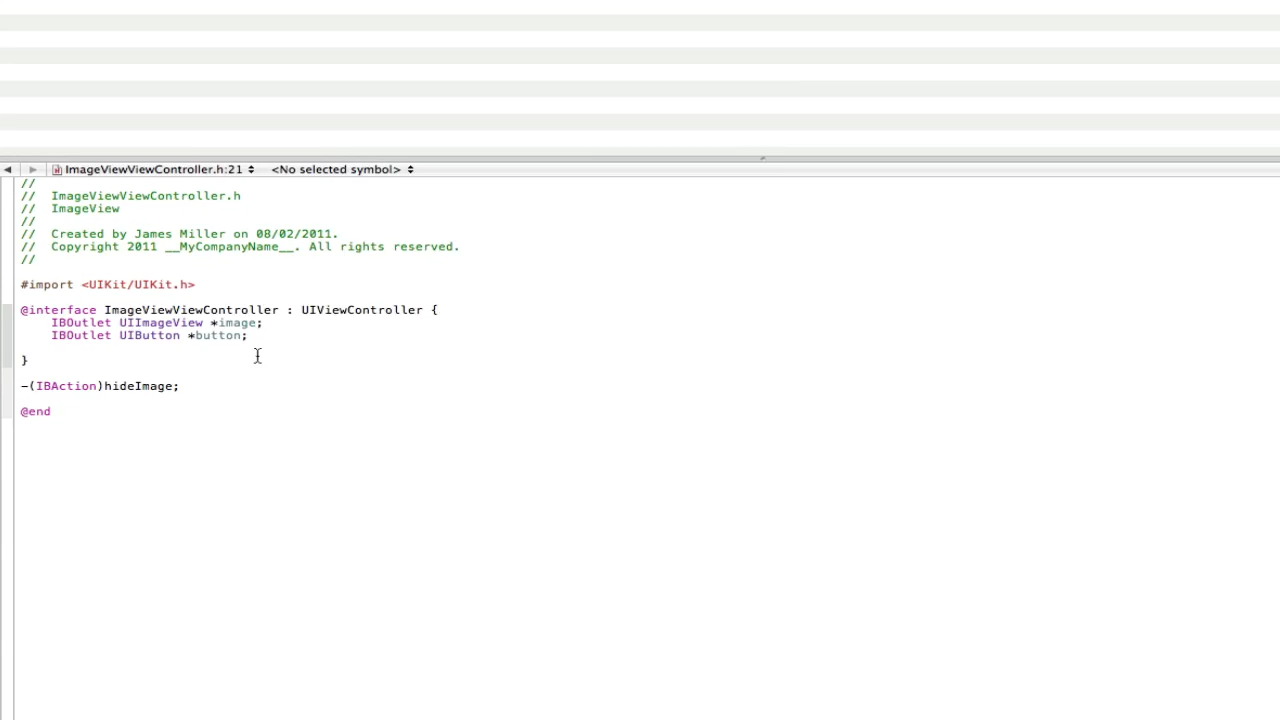 ImageViewViewController.h:21 <No selected symbol>
//
// ImageViewViewController.h
// ImageView
//
// Created by James Miller on 08/02/2011.
// Copyright 2011 __MyCompanyName__. All rights reserved.
//
#import <UIKit/UIKit.h>
@interface ImageViewViewController : UIViewController {
IBOutlet UIImageView *image;
IBOutlet UIButton *button;
}
-(IBAction)hideImage;
@end